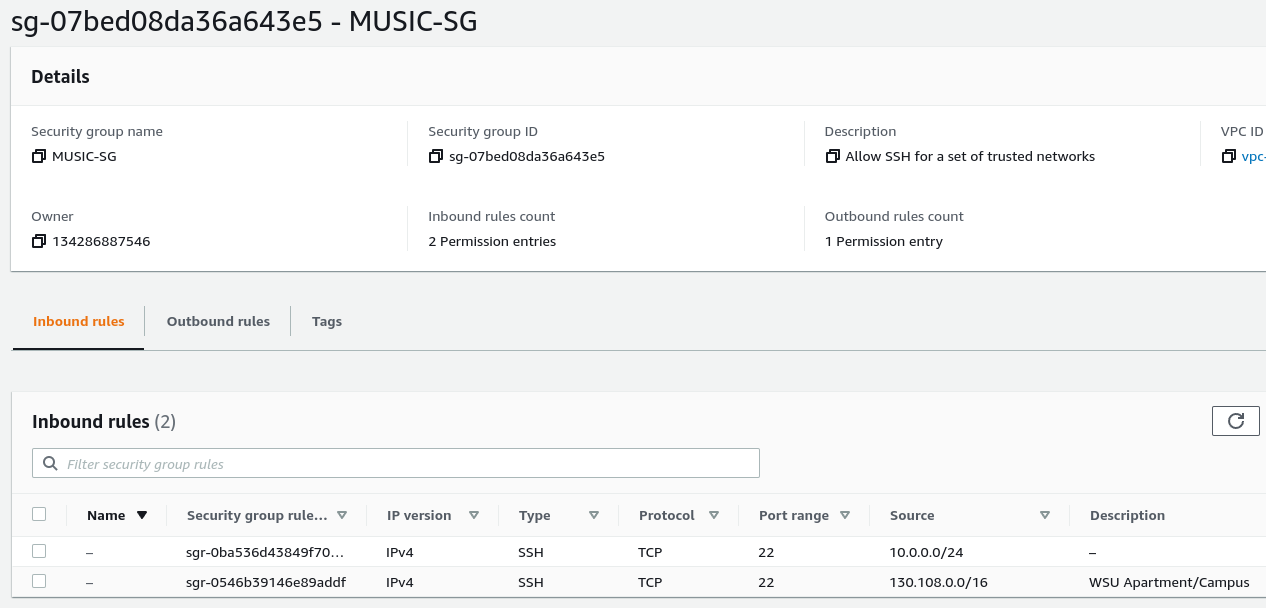 sg-07bed08da36a643e5 - MUSIC-SG
Details
Security group name
Security group ID
Description
VPC ID
MUSIC-SG
sg-07bed08da36a643e5
Allow SSH for a set of trusted networks
vpc-
Owner
Inbound rules count
Outbound rules count
134286887546
2 Permission entries
1 Permission entry
Inbound rules
Outbound rules
Tags
Inbound rules (2)
Filter security group rules
Name Security group rule... IP version Type Protocol Port range Source Description
– sgr-0ba536d43849f70... IPv4 SSH TCP 22 10.0.0.0/24 –
– sgr-0546b39146e89addf IPv4 SSH TCP 22 130.108.0.0/16 WSU Apartment/Campus